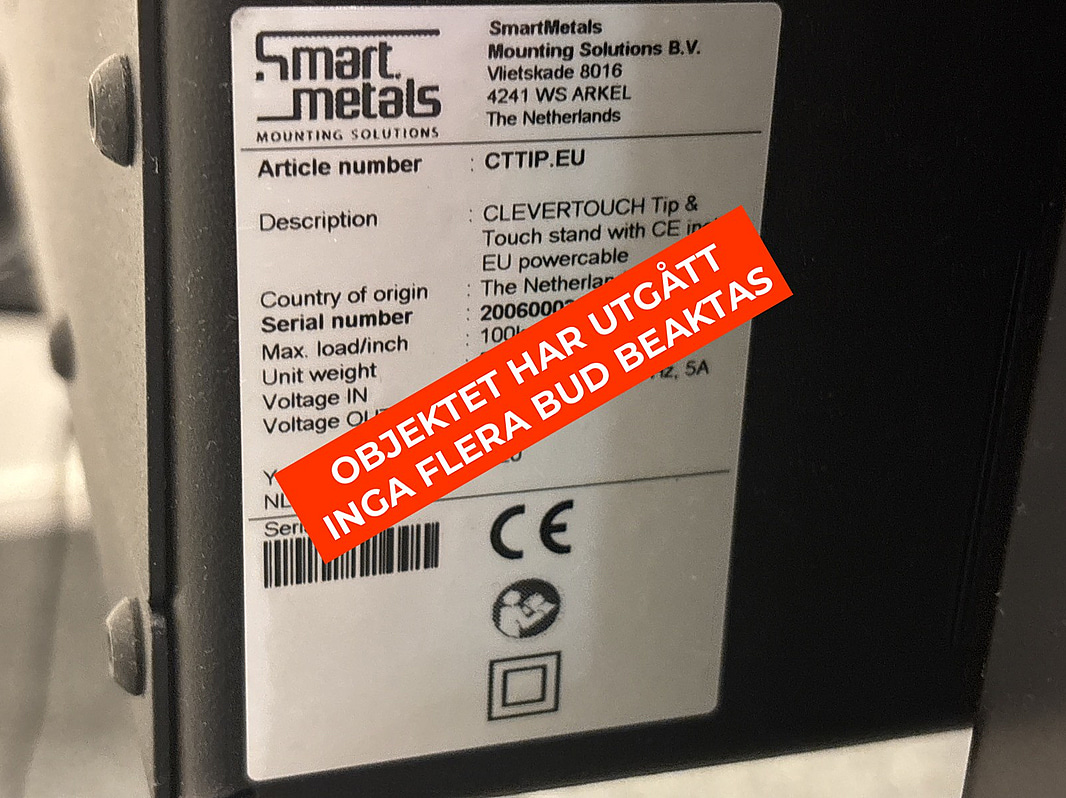 Smart
metals
MOUNTING SOLUTIONS
SmartMetals
Mounting Solutions B.V.
Vlietskade 8016
4241 WS ARKEL
The Netherlands
Article number : CTTIP.EU
Description : CLEVERTOUCH Tip &
Touch stand with CE
EU powercable
Country of origin : The
Serial number :
Max. load/inch :
Unit weight
Voltage IN 5A
Voltage
OBJEKTET HAR UTGÅTT
INGA FLERA BUD BEAKTAS
CE